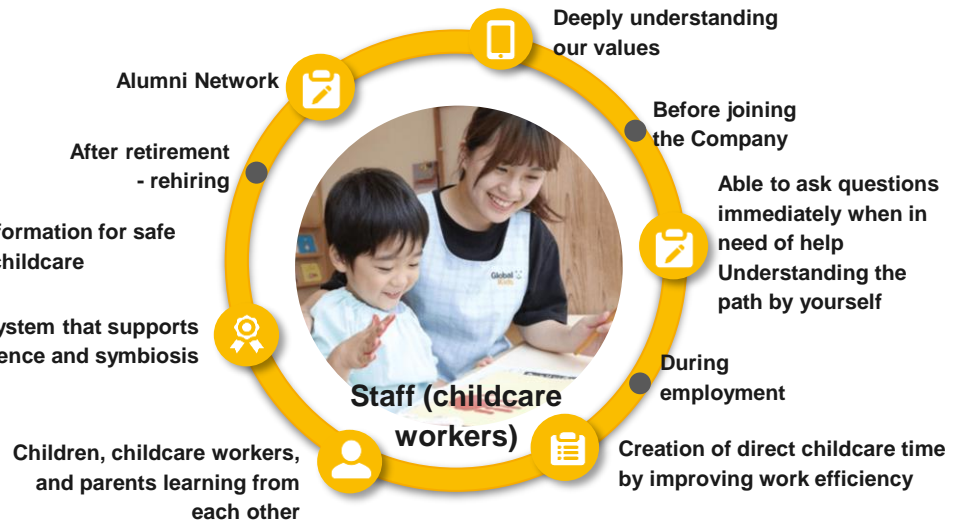 Deeply understanding
our values
Alumni Network
Before joining
the Company
After retirement
- rehiring
Able to ask questions
immediately when in
need of help
Understanding the
path by yourself
for safe
childcare
that supports
and symbiosis
Global
During
employment
Staff (childcare
workers)
Children, childcare workers,
and parents learning from
each other
Creation of direct childcare time
by improving work efficiency